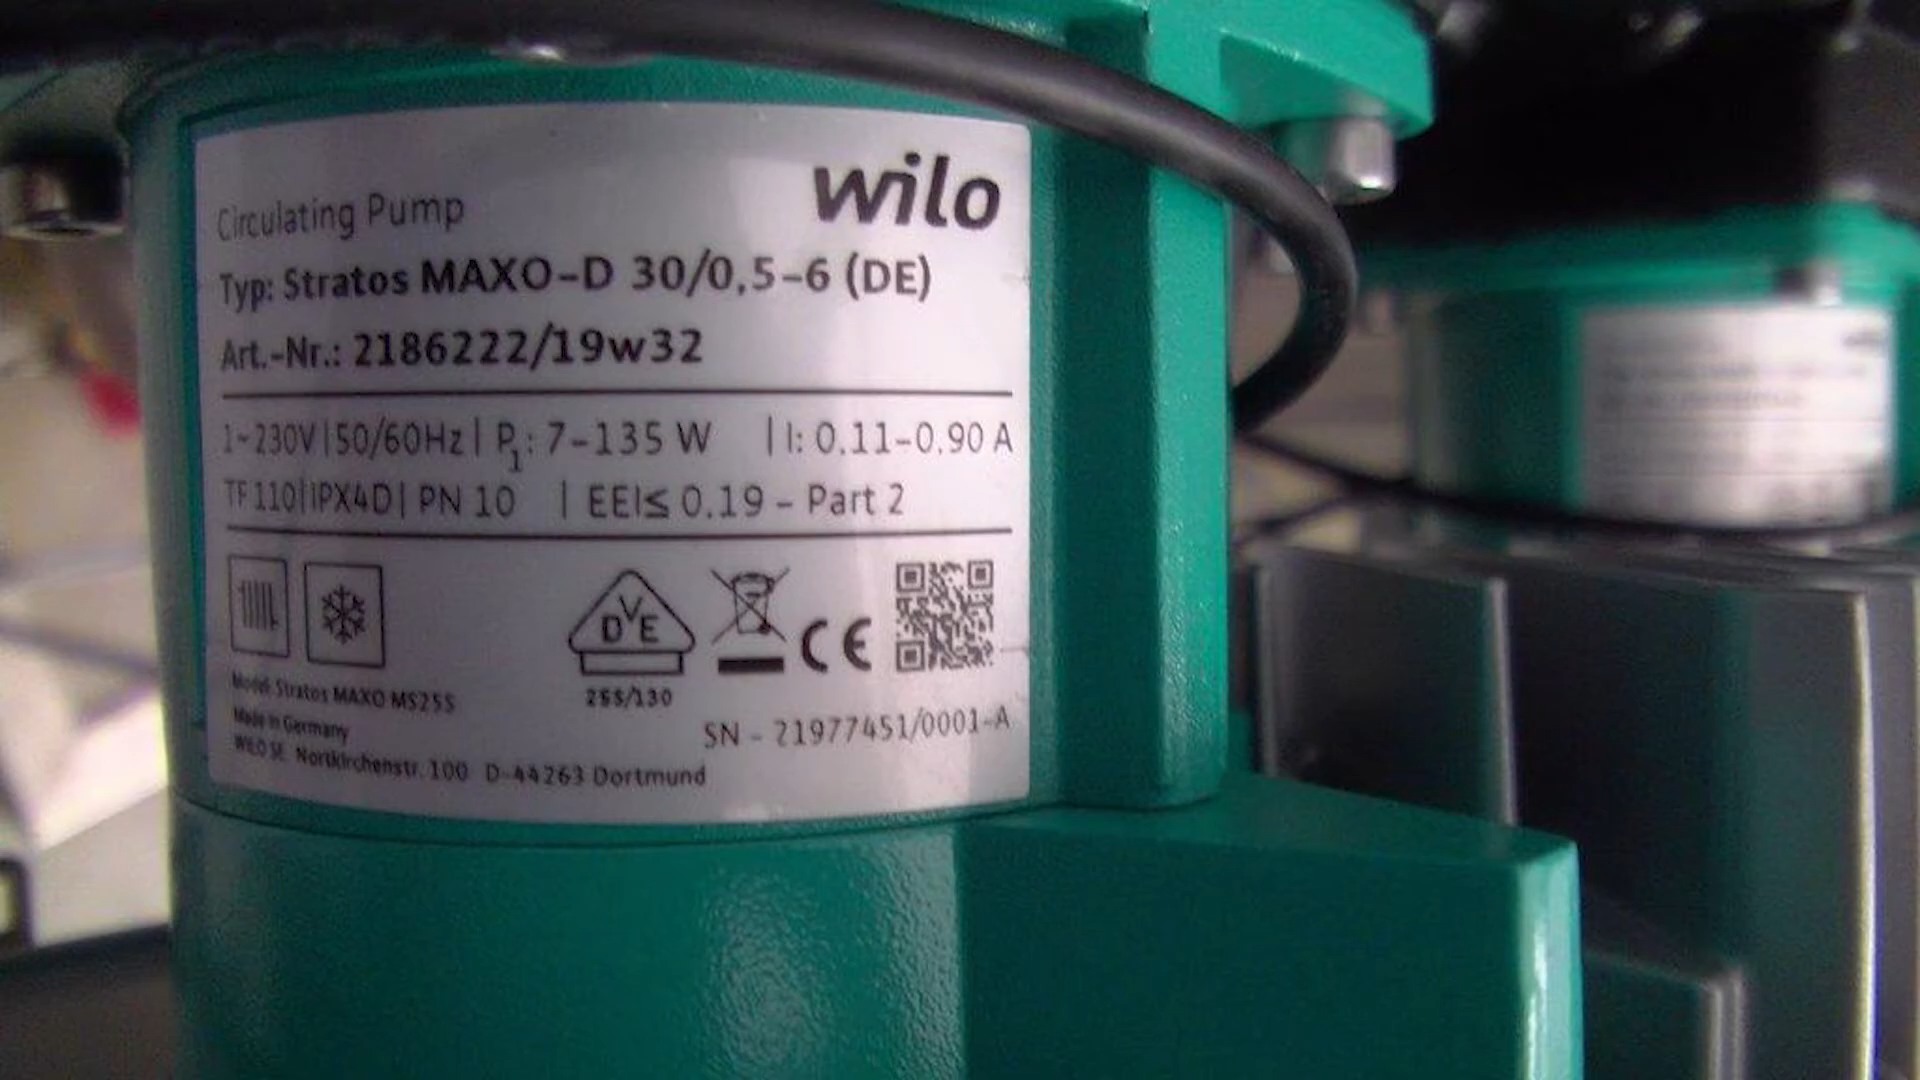 wilo
Circulating Pump
Typ: Stratos MAXO-D 30/0,5-6 (DE)
Art.-Nr.: 2186222/19w32
1~230V|50/60Hz| P1: 7-135 W |I: 0.11-0.90 A
TF 110|IPX4D| PN 10 | EEI≤ 0.19 - Part 2
DVE
CE
255/130
Model: Stratos MAXO MS25S
Made in Germany
SN - 21977451/0001-A
WILO SE Nortkirchenstr. 100 D-44263 Dortmund